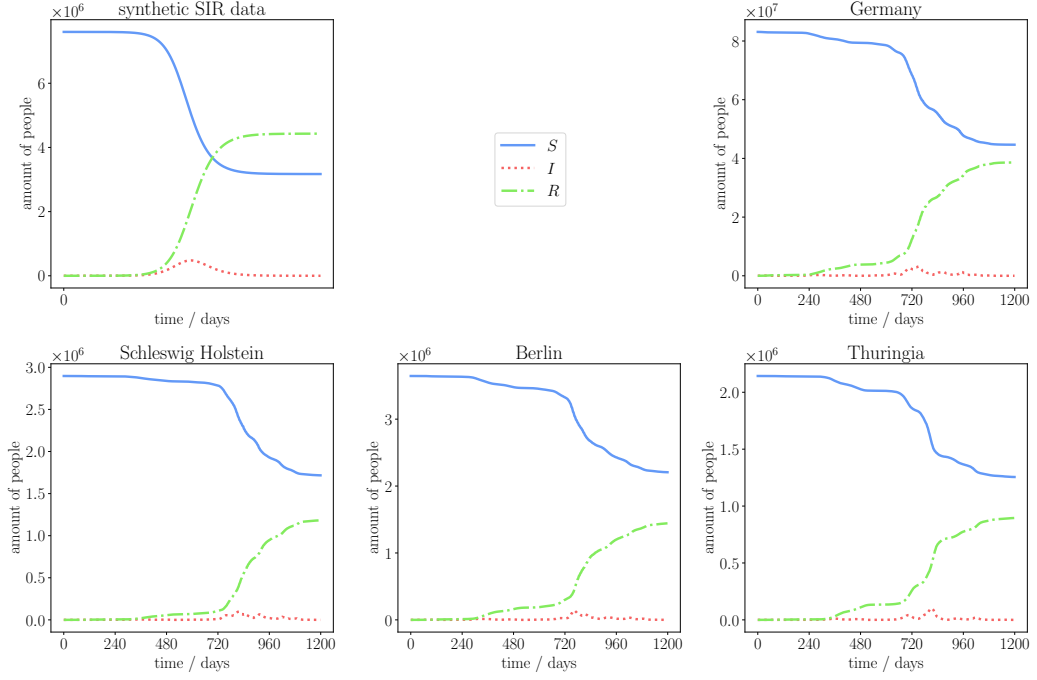 synthetic SIR data
×10⁶
6
4
2
0
amount of people
0
time / days
S
I
R
Germany
×10⁷
8
6
4
2
0
amount of people
0 240 480 720 960 1200
time / days
Schleswig Holstein
×10⁶
3.0
2.5
2.0
1.5
1.0
0.5
0.0
amount of people
0 240 480 720 960 1200
time / days
Berlin
×10⁶
3
2
1
0
amount of people
0 240 480 720 960 1200
time / days
Thuringia
×10⁶
2.0
1.5
1.0
0.5
0.0
amount of people
0 240 480 720 960 1200
time / days